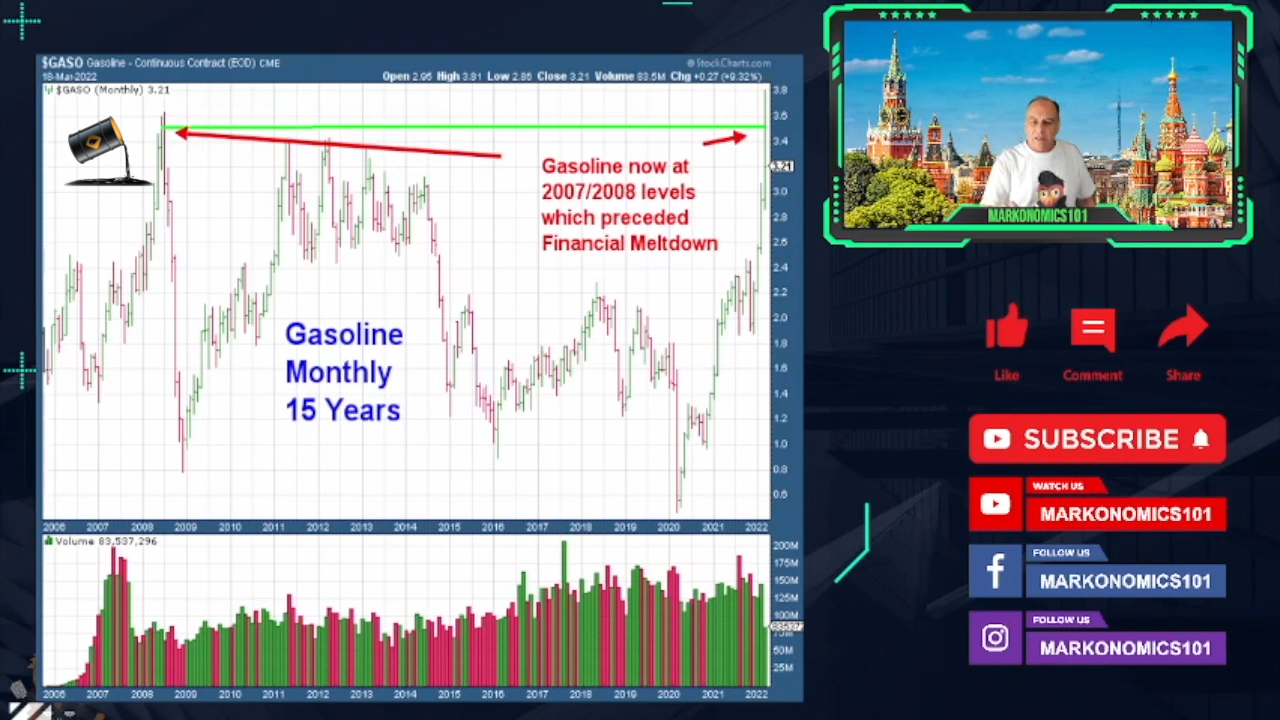 $GASO Gasoline - Continuous Contract (EOD) CME
© StockCharts.com
18-Mar-2022
Open 2.95 High 3.81 Low 2.86 Close 3.21 Volume 83.5M Chg +0.27 (+9.32%)
$GASO (Monthly) 3.21
3.8
3.6
3.4
3.21
3.0
2.8
2.6
2.4
2.2
2.0
1.8
1.6
1.4
1.2
1.0
0.8
0.6
Gasoline now at
2007/2008 levels
which preceded
Financial Meltdown
Gasoline
Monthly
15 Years
2006 2007 2008 2009 2010 2011 2012 2013 2014 2015 2016 2017 2018 2019 2020 2021 2022
Volume 83,537,296
200M
175M
150M
125M
100M
50M
25M
2006 2007 2008 2009 2010 2011 2012 2013 2014 2015 2016 2017 2018 2019 2020 2021 2022
MARKONOMICS101
Like Comment Share
SUBSCRIBE
WATCH US
MARKONOMICS101
FOLLOW US
MARKONOMICS101
FOLLOW US
MARKONOMICS101